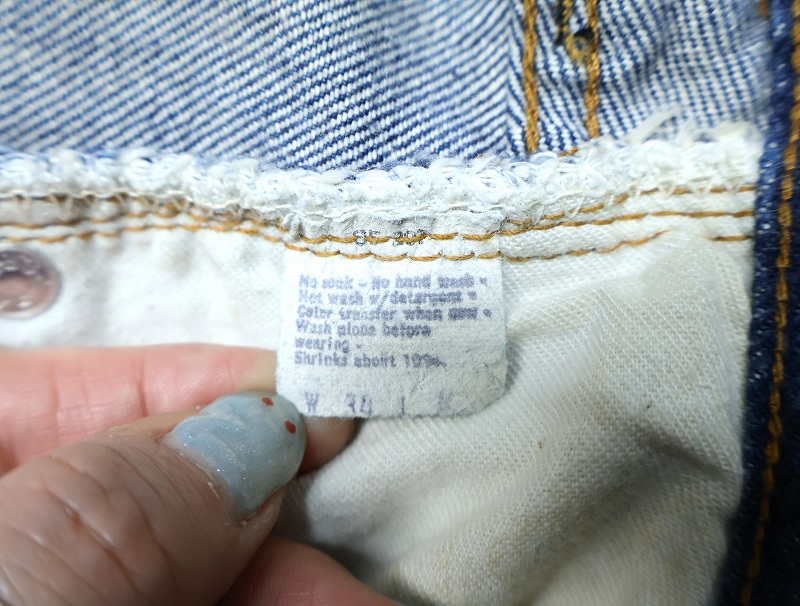 No soak - No hand wash -
Hot wash w/detergent -
Color transfer when new -
Wash alone before
wearing -
Shrinks about 10%.
W 34 L